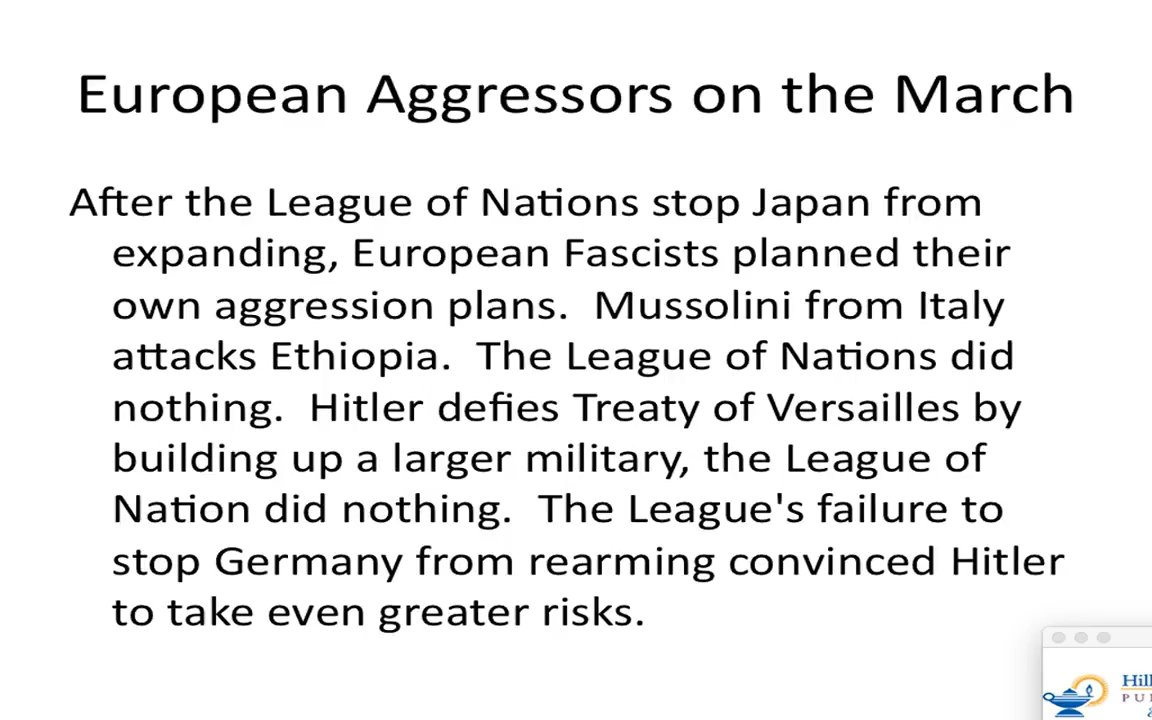 European Aggressors on the March
After the League of Nations stop Japan from
expanding, European Fascists planned their
own aggression plans.  Mussolini from Italy
attacks Ethiopia.  The League of Nations did
nothing.  Hitler defies Treaty of Versailles by
building up a larger military, the League of
Nation did nothing.  The League's failure to
stop Germany from rearming convinced Hitler
to take even greater risks.